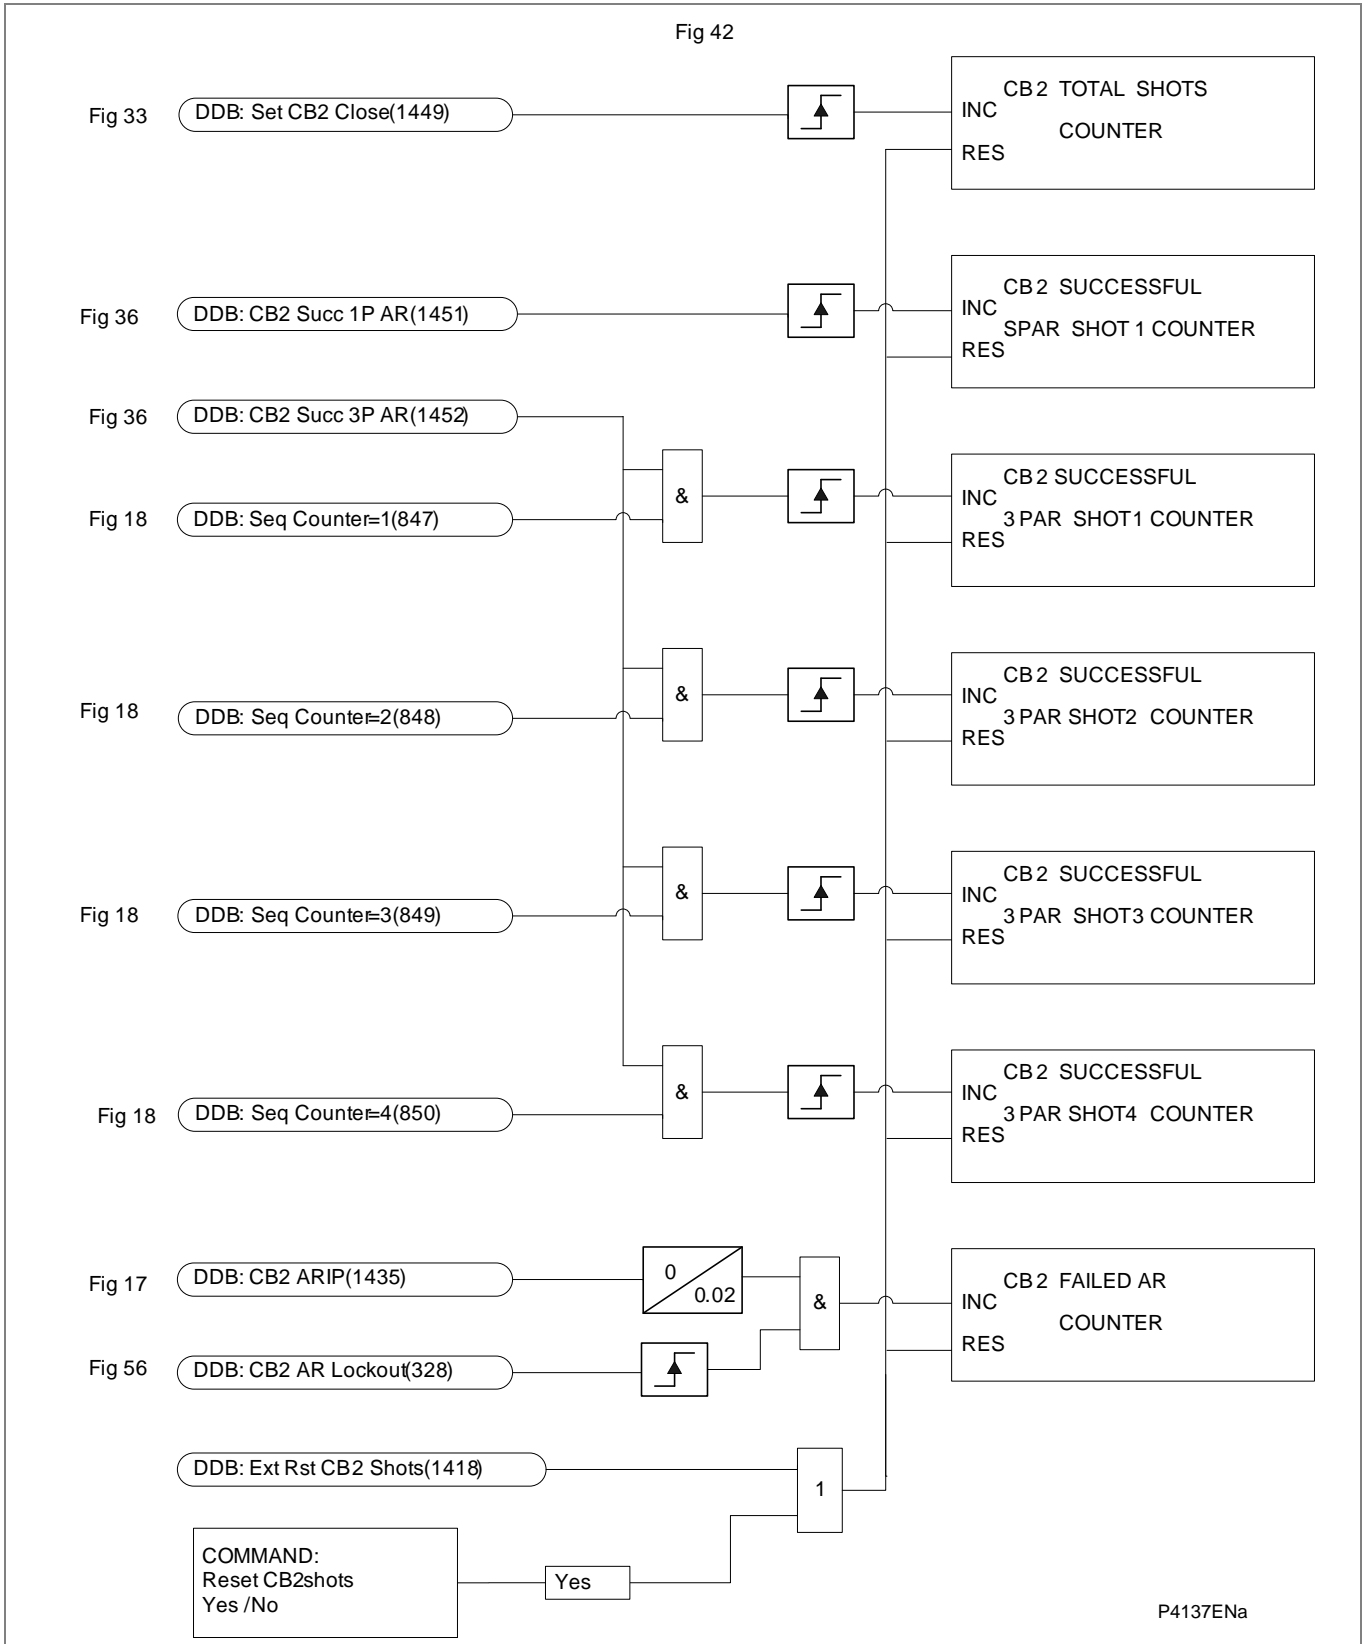 Fig 42
Fig 33
DDB: Set CB2 Close(1449)
INC
CB2 TOTAL SHOTS
COUNTER
RES
Fig 36
DDB: CB2 Succ 1P AR(1451)
INC
CB2 SUCCESSFUL
SPAR SHOT 1 COUNTER
RES
Fig 36
DDB: CB2 Succ 3P AR(1452)
Fig 18
DDB: Seq Counter=1(847)
&
INC
CB2 SUCCESSFUL
3 PAR SHOT1 COUNTER
RES
Fig 18
DDB: Seq Counter=2(848)
&
INC
CB2 SUCCESSFUL
3 PAR SHOT2 COUNTER
RES
Fig 18
DDB: Seq Counter=3(849)
&
INC
CB2 SUCCESSFUL
3 PAR SHOT3 COUNTER
RES
Fig 18
DDB: Seq Counter=4(850)
&
INC
CB2 SUCCESSFUL
3 PAR SHOT4 COUNTER
RES
Fig 17
DDB: CB2 ARIP(1435)
0
0.02
&
INC
CB2 FAILED AR
COUNTER
RES
Fig 56
DDB: CB2 AR Lockout(328)
DDB: Ext Rst CB2 Shots(1418)
1
COMMAND:
Reset CB2shots
Yes /No
Yes
P4137ENa